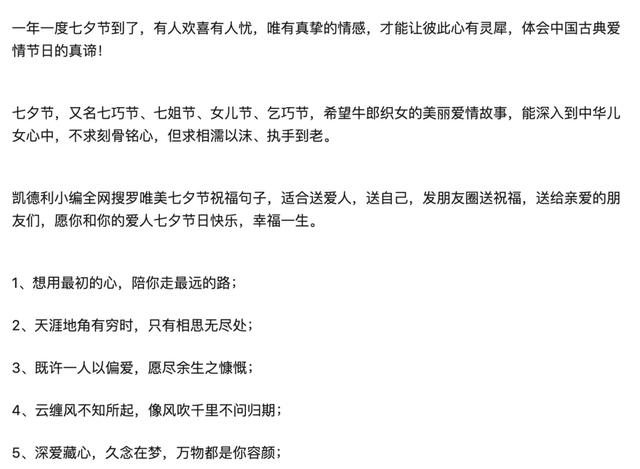 一年一度七夕节到了，有人欢喜有人忧，唯有真挚的情感，才能让彼此心有灵犀，体会中国古典爱
情节日的真谛！
七夕节，又名七巧节、七姐节、女儿节、乞巧节，希望牛郎织女的美丽爱情故事，能深入到中华儿
女心中，不求刻骨铭心，但求相濡以沫、执手到老。
凯德利小编全网搜罗唯美七夕节祝福句子，适合送爱人，送自己，发朋友圈送祝福，送给亲爱的朋
友们，愿你和你的爱人七夕节日快乐，幸福一生。
1、想用最初的心，陪你走最远的路；
2、天涯地角有穷时，只有相思无尽处；
3、既许一人以偏爱，愿尽余生之慷慨；
4、云缠风不知所起，像风吹千里不问归期；
5、深爱藏心，久念在梦，万物都是你容颜；